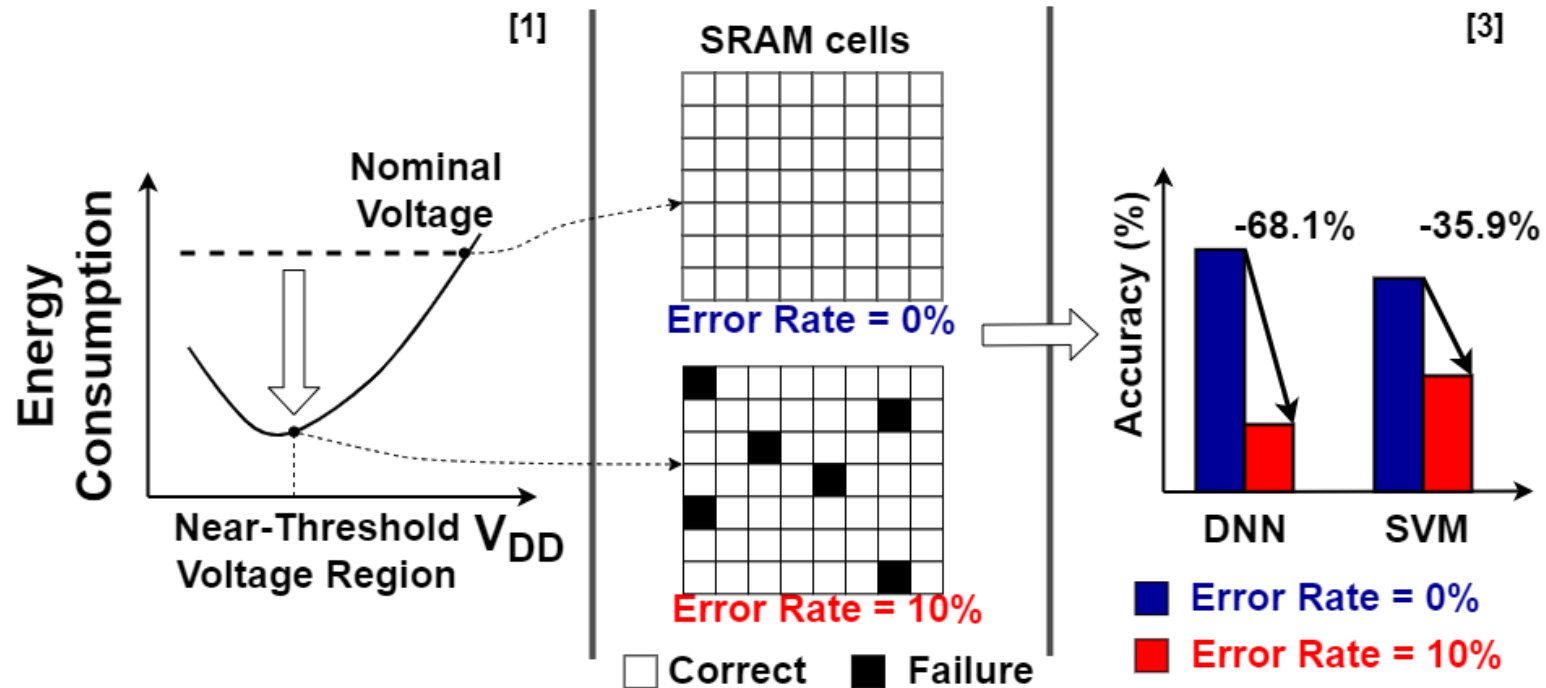 [1]
Nominal
Voltage
Energy
Consumption
Near-Threshold
Voltage Region
VDD
SRAM cells
Error Rate = 0%
Error Rate = 10%
Correct
Failure
[3]
Accuracy (%)
-68.1%
-35.9%
DNN
SVM
Error Rate = 0%
Error Rate = 10%